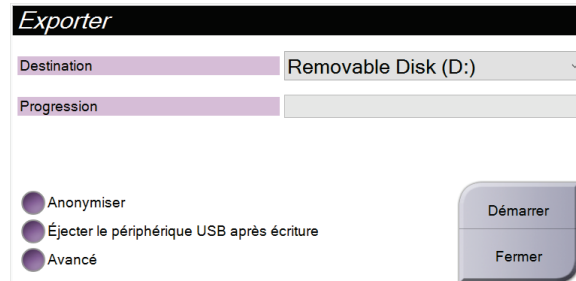 Exporter
Destination
Removable Disk (D:)
Progression
Anonymiser
Éjecter le périphérique USB après écriture
Avancé
Démarrer
Fermer